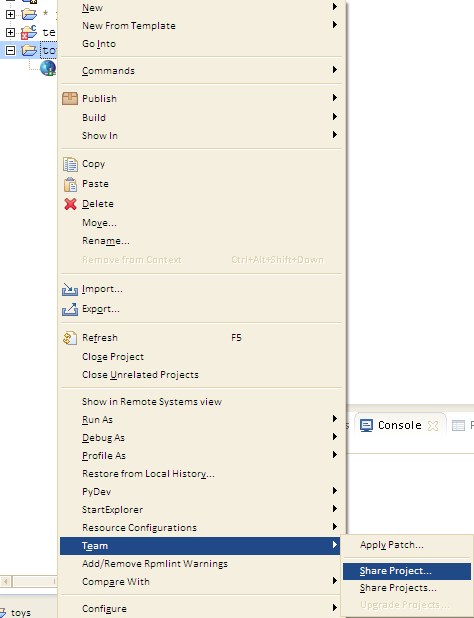 New
New From Template
Go Into
Commands
Publish
Build
Show In
Copy
Paste
Delete
Move...
Rename...
Remove from Context Ctrl+Alt+Shift+Down
Import...
Export...
Refresh F5
Close Project
Close Unrelated Projects
Show in Remote Systems view
Run As
Debug As
Profile As
Restore from Local History...
PyDev
StartExplorer
Resource Configurations
Team
Add/Remove Rpmlint Warnings
Compare With
Configure
Apply Patch...
Share Project...
Share Projects...
Upgrade Projects...
Console
toys